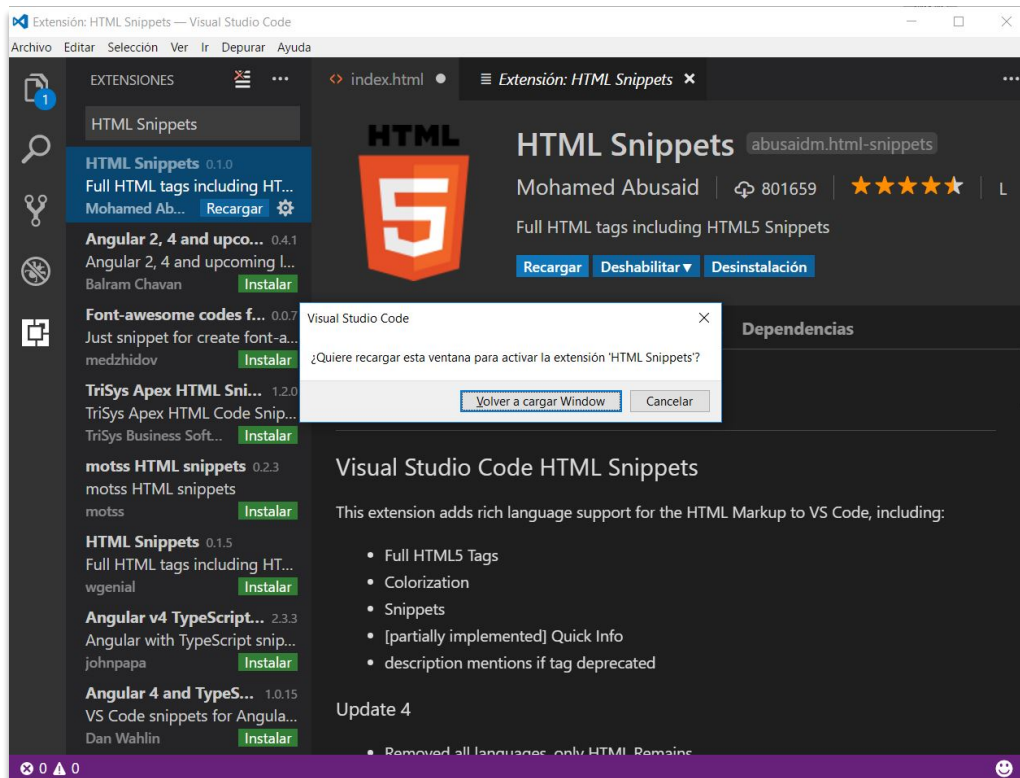 Extensión: HTML Snippets — Visual Studio Code
Archivo Editar Selección Ver Ir Depurar Ayuda
1
EXTENSIONES
HTML Snippets
HTML Snippets 0.1.0
Full HTML tags including HT...
Mohamed Ab... Recargar
Angular 2, 4 and upco... 0.4.1
Angular 2, 4 and upcoming l...
Balram Chavan Instalar
Font-awesome codes f... 0.0.7
Just snippet for create font-a...
medzhidov Instalar
TriSys Apex HTML Sni... 1.2.0
TriSys Apex HTML Code Snip...
TriSys Business Soft... Instalar
motss HTML snippets 0.2.3
motss HTML snippets
motss Instalar
HTML Snippets 0.1.5
Full HTML tags including HT...
wgenial Instalar
Angular v4 TypeScript... 2.3.3
Angular with TypeScript snip...
johnpapa Instalar
Angular 4 and TypeS... 1.0.15
VS Code snippets for Angula...
Dan Wahlin Instalar
index.html
Extensión: HTML Snippets
HTML
5
HTML Snippets abusaidm.html-snippets
Mohamed Abusaid 801659 L
Full HTML tags including HTML5 Snippets
Recargar Deshabilitar Desinstalación
Dependencias
Visual Studio Code
¿Quiere recargar esta ventana para activar la extensión 'HTML Snippets'?
Volver a cargar Window Cancelar
Visual Studio Code HTML Snippets
This extension adds rich language support for the HTML Markup to VS Code, including:
• Full HTML5 Tags
• Colorization
• Snippets
• [partially implemented] Quick Info
• description mentions if tag deprecated
Update 4
• Removed all languages, only HTML Remains
0 0